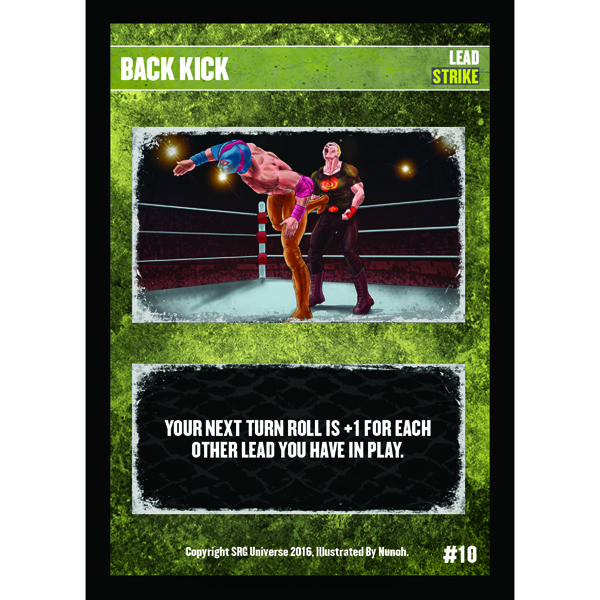 BACK KICK
LEAD
STRIKE
YOUR NEXT TURN ROLL IS +1 FOR EACH
OTHER LEAD YOU HAVE IN PLAY.
Copyright SRG Universe 2016, Illustrated By Nunoh.
#10